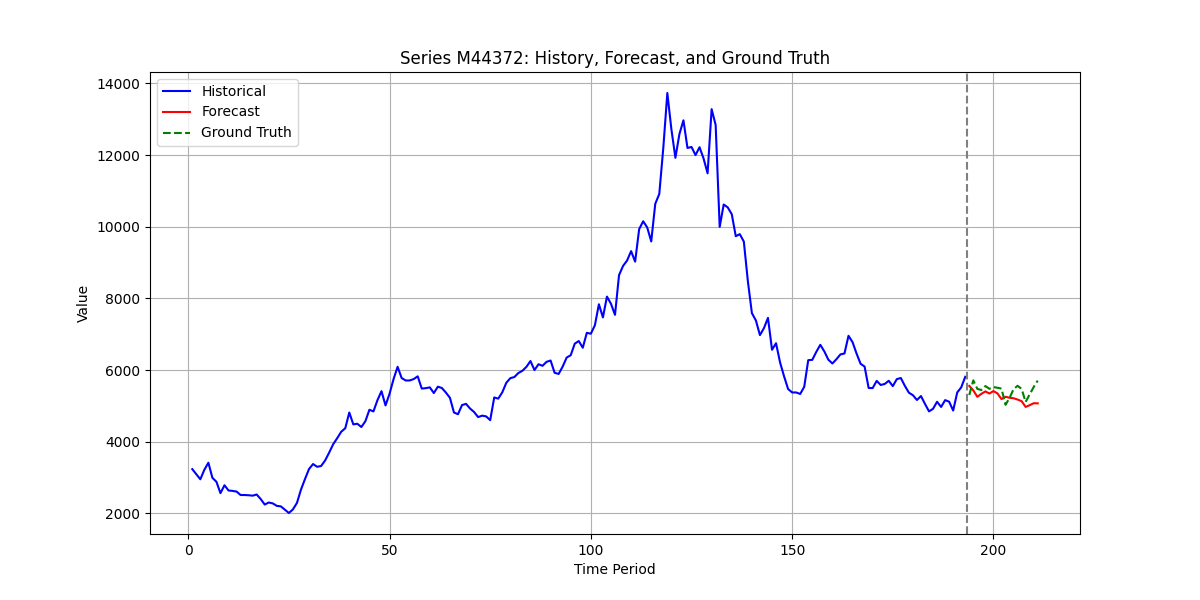 Series M44372: History, Forecast, and Ground Truth
Historical
Forecast
Ground Truth
14000
12000
10000
8000
6000
4000
2000
Value
0 50 100 150 200
Time Period